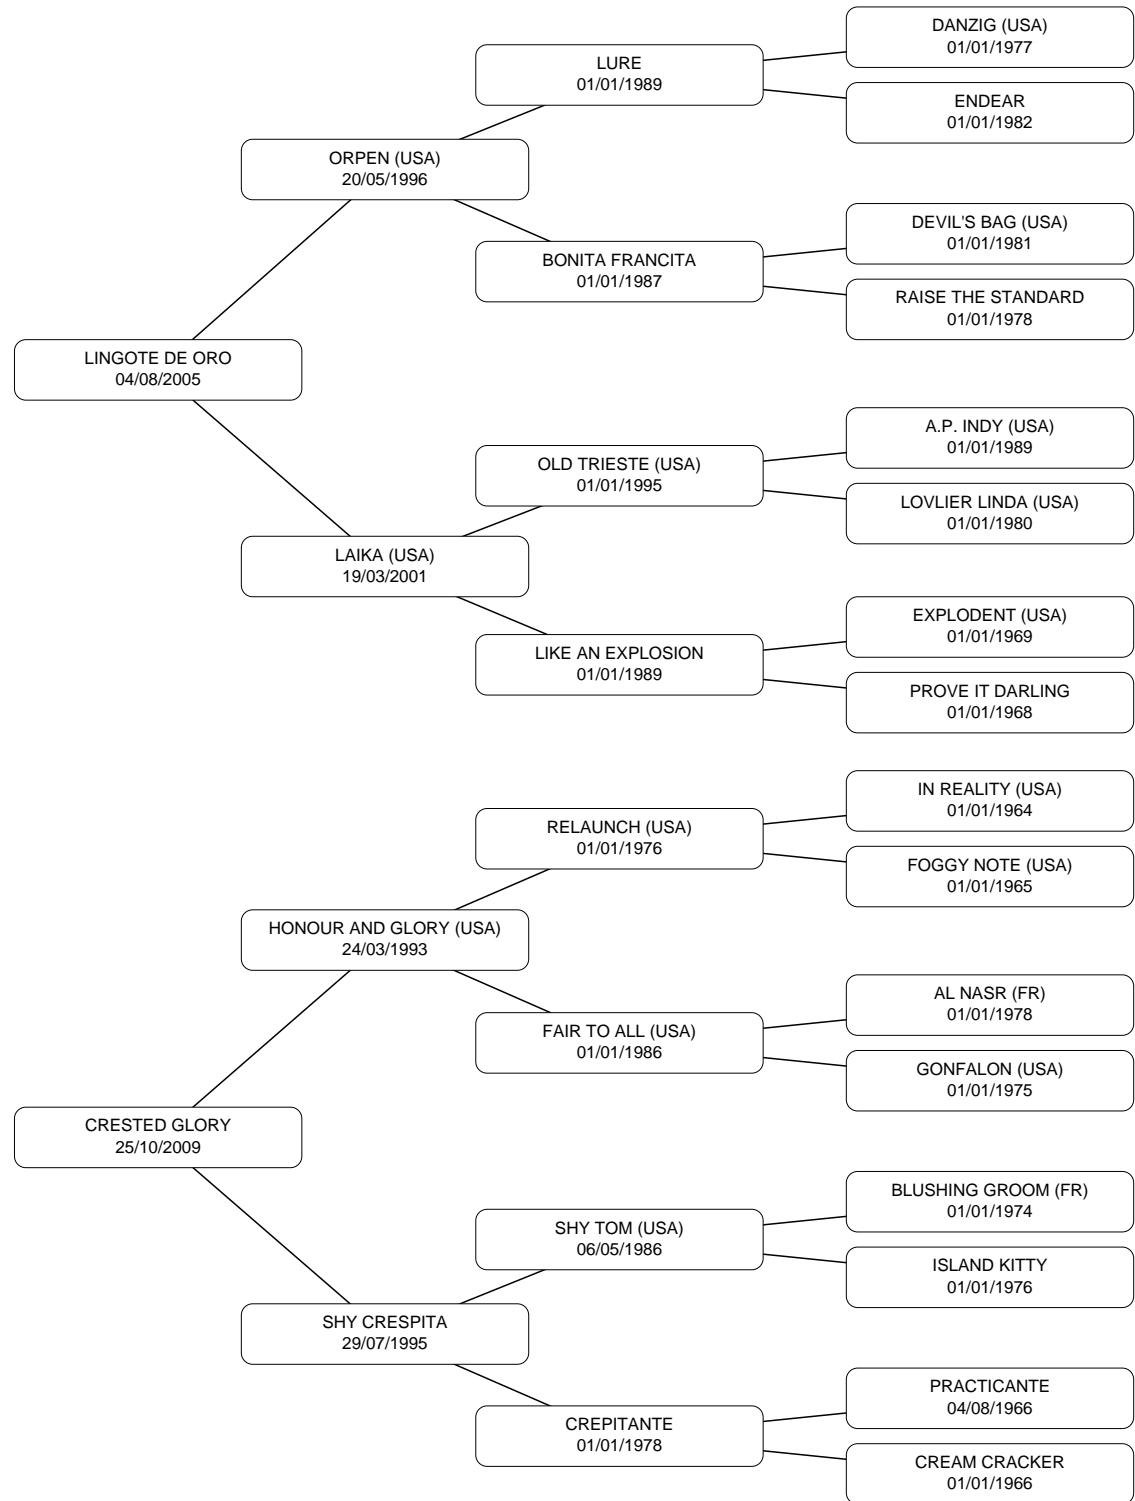 DANZIG (USA)
01/01/1977
LURE
01/01/1989
ENDEAR
01/01/1982
ORPEN (USA)
20/05/1996
DEVIL'S BAG (USA)
01/01/1981
BONITA FRANCITA
01/01/1987
RAISE THE STANDARD
01/01/1978
LINGOTE DE ORO
04/08/2005
A.P. INDY (USA)
01/01/1989
OLD TRIESTE (USA)
01/01/1995
LOVLIER LINDA (USA)
01/01/1980
LAIKA (USA)
19/03/2001
EXPLODENT (USA)
01/01/1969
LIKE AN EXPLOSION
01/01/1989
PROVE IT DARLING
01/01/1968
IN REALITY (USA)
01/01/1964
RELAUNCH (USA)
01/01/1976
FOGGY NOTE (USA)
01/01/1965
HONOUR AND GLORY (USA)
24/03/1993
AL NASR (FR)
01/01/1978
FAIR TO ALL (USA)
01/01/1986
GONFALON (USA)
01/01/1975
CRESTED GLORY
25/10/2009
BLUSHING GROOM (FR)
01/01/1974
SHY TOM (USA)
06/05/1986
ISLAND KITTY
01/01/1976
SHY CRESPITA
29/07/1995
PRACTICANTE
04/08/1966
CREPITANTE
01/01/1978
CREAM CRACKER
01/01/1966